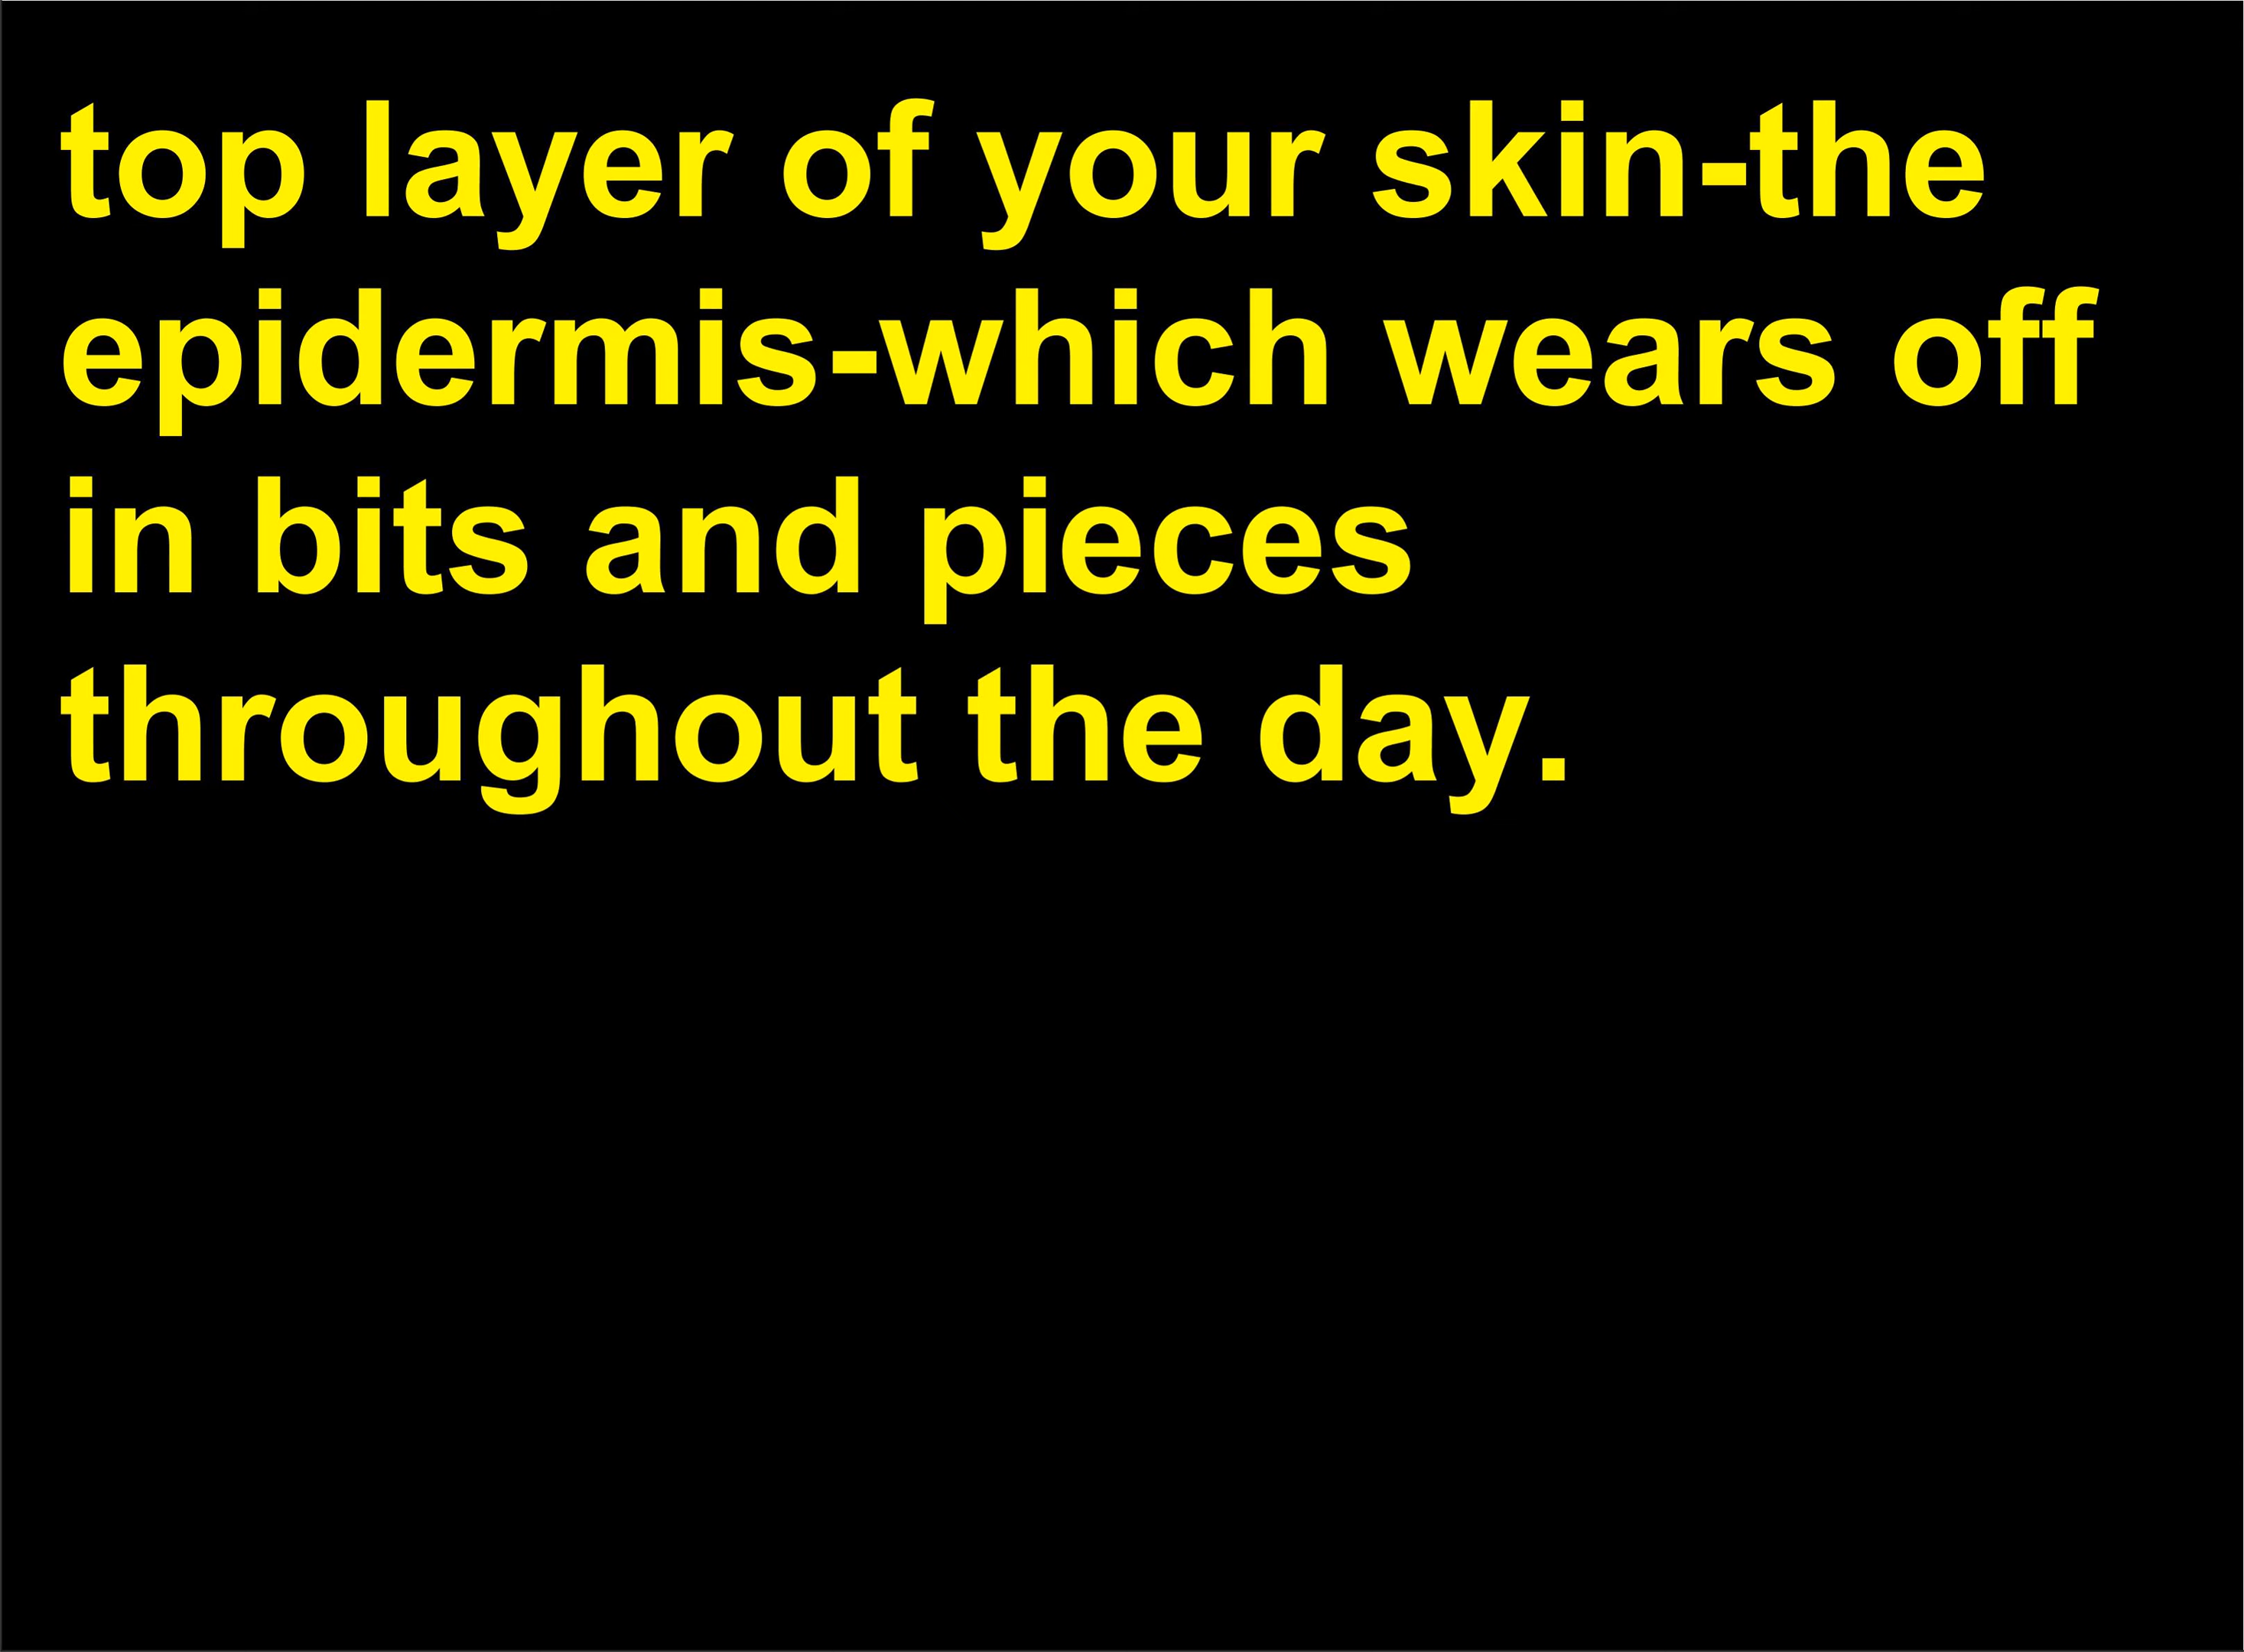 top layer of your skin-the
epidermis-which wears off
in bits and pieces
throughout the day.